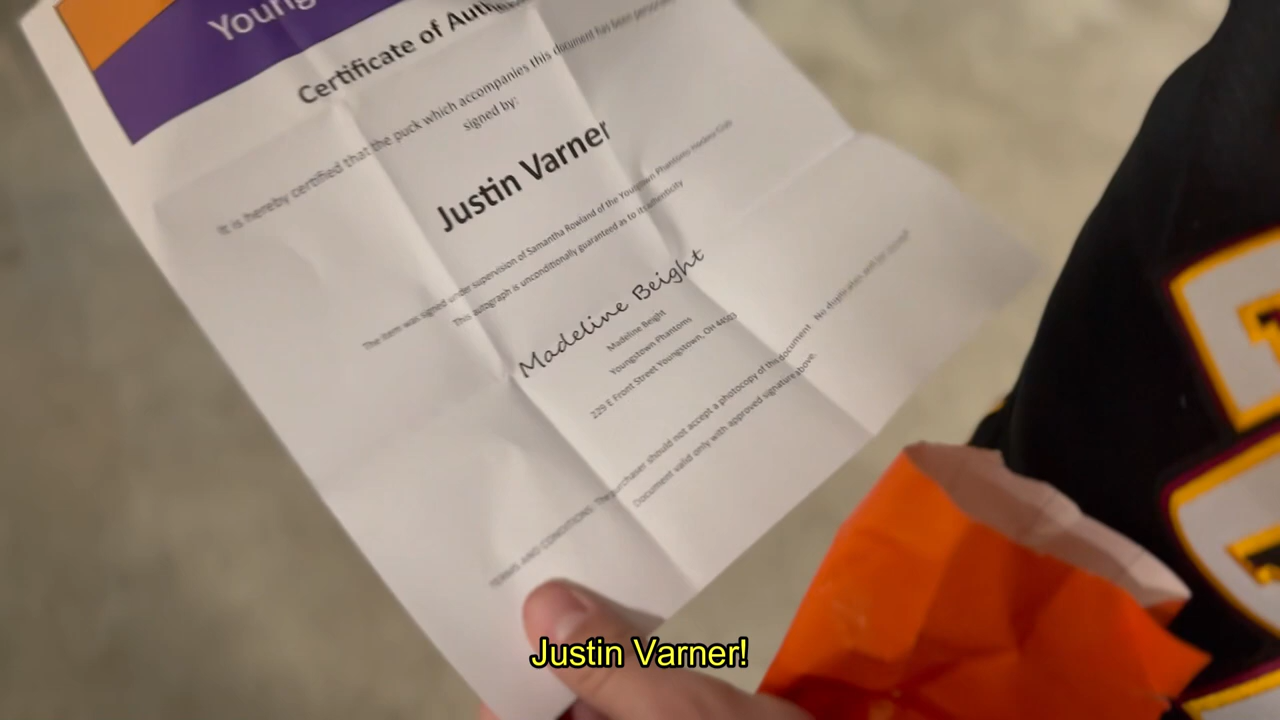 Young
Certificate of Auth
It is hereby certified that the puck which accompanies this document has been personally
signed by:
Justin Varner
The item was signed under supervision of Samantha Rowland of the Youngtown Phantoms Hockey Club
This autograph is unconditionally guaranteed as to its authenticity
Madeline Beight
Madeline Beight
Youngstown Phantoms
229 E Front Street Youngstown, OH 44503
TERMS AND CONDITIONS: The purchaser should not accept a photocopy of this document. No duplicates will be
Document valid only with approved signature above.
Justin Varner!